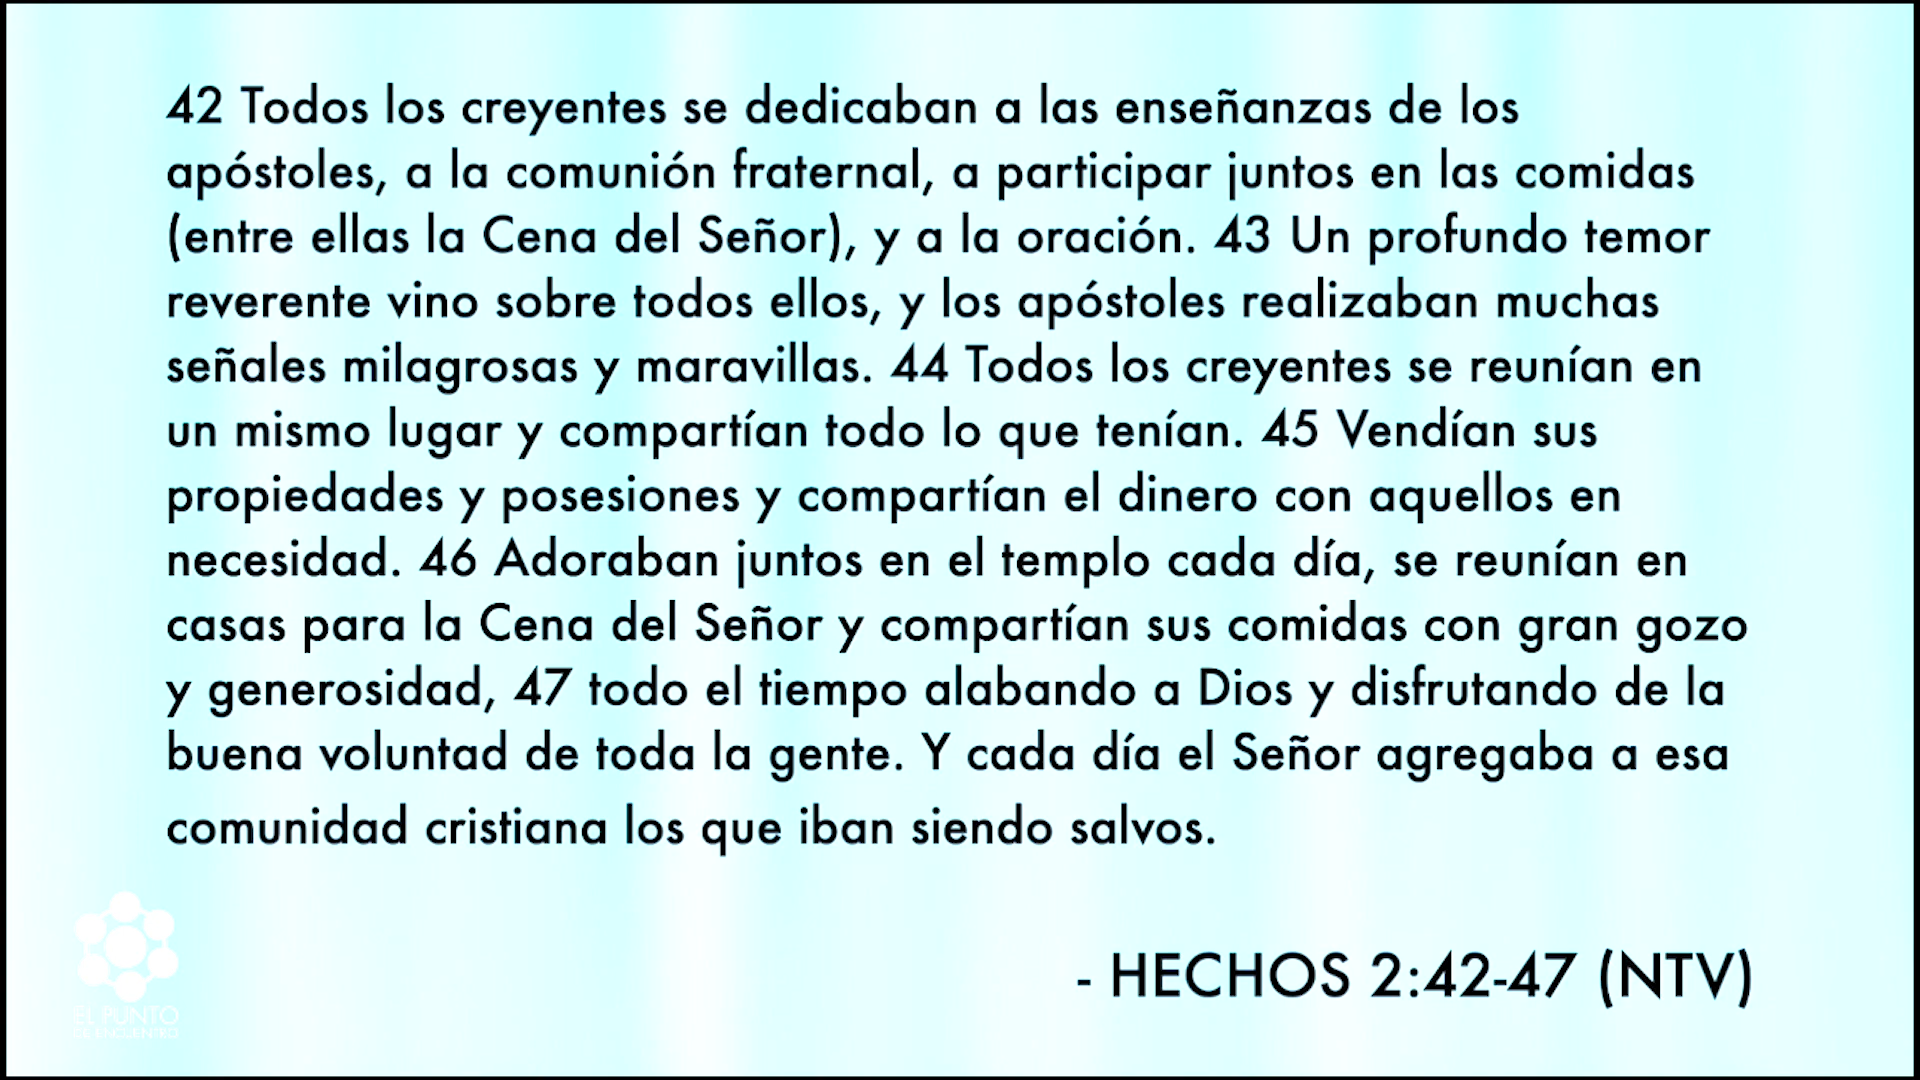 42 Todos los creyentes se dedicaban a las enseñanzas de los
apóstoles, a la comunión fraternal, a participar juntos en las comidas
(entre ellas la Cena del Señor), y a la oración. 43 Un profundo temor
reverente vino sobre todos ellos, y los apóstoles realizaban muchas
señales milagrosas y maravillas. 44 Todos los creyentes se reunían en
un mismo lugar y compartían todo lo que tenían. 45 Vendían sus
propiedades y posesiones y compartían el dinero con aquellos en
necesidad. 46 Adoraban juntos en el templo cada día, se reunían en
casas para la Cena del Señor y compartían sus comidas con gran gozo
y generosidad, 47 todo el tiempo alabando a Dios y disfrutando de la
buena voluntad de toda la gente. Y cada día el Señor agregaba a esa
comunidad cristiana los que iban siendo salvos.
- HECHOS 2:42-47 (NTV)
EL PUNTO
DE ENCUENTRO